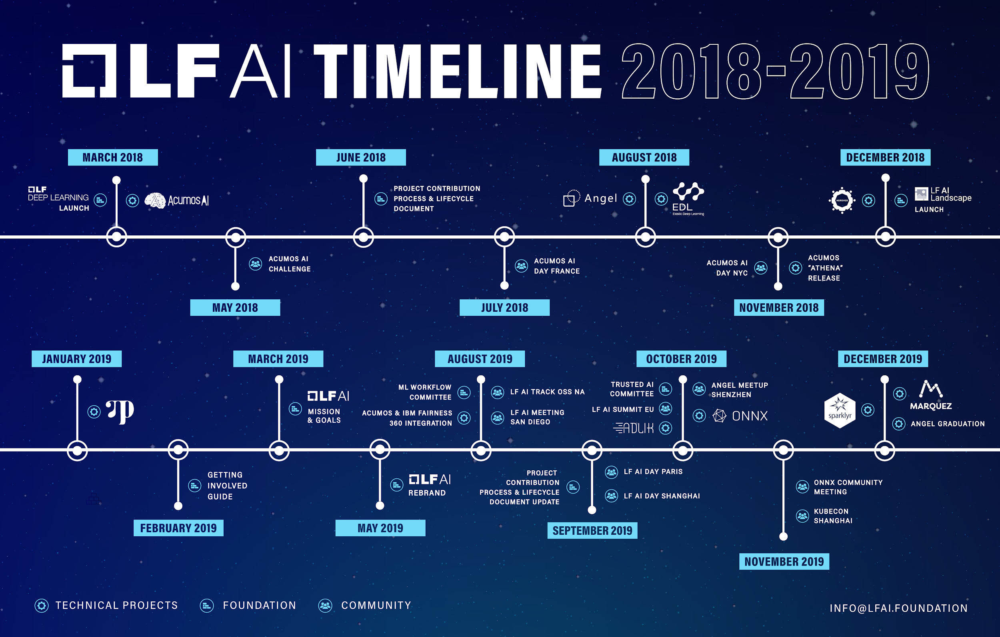 LF AI TIMELINE 2018-2019
MARCH 2018
LF
DEEP LEARNING
LAUNCH
Acumos AI
JUNE 2018
PROJECT CONTRIBUTION
PROCESS & LIFECYCLE
DOCUMENT
AUGUST 2018
Angel
EDL
Elastic Deep Learning
DECEMBER 2018
HOROVOD
LF AI
Landscape
LAUNCH
ACUMOS AI
CHALLENGE
MAY 2018
ACUMOS AI
DAY FRANCE
JULY 2018
ACUMOS AI
DAY NYC
ACUMOS
“ATHENA”
RELEASE
NOVEMBER 2018
JANUARY 2019
MARCH 2019
LF AI
MISSION
& GOALS
AUGUST 2019
ML WORKFLOW
COMMITTEE
ACUMOS & IBM FAIRNESS
360 INTEGRATION
LF AI TRACK OSS NA
LF AI MEETING
SAN DIEGO
OCTOBER 2019
TRUSTED AI
COMMITTEE
LF AI SUMMIT EU
ADLIK
ANGEL MEETUP
SHENZHEN
ONNX
DECEMBER 2019
sparklyr
MARQUEZ
ANGEL GRADUATION
GETTING
INVOLVED
GUIDE
FEBRUARY 2019
LF AI
REBRAND
MAY 2019
PROJECT
CONTRIBUTION
PROCESS & LIFECYCLE
DOCUMENT UPDATE
LF AI DAY PARIS
LF AI DAY SHANGHAI
SEPTEMBER 2019
ONNX COMMUNITY
MEETING
KUBECON
SHANGHAI
NOVEMBER 2019
TECHNICAL PROJECTS
FOUNDATION
COMMUNITY
INFO@LFAI.FOUNDATION